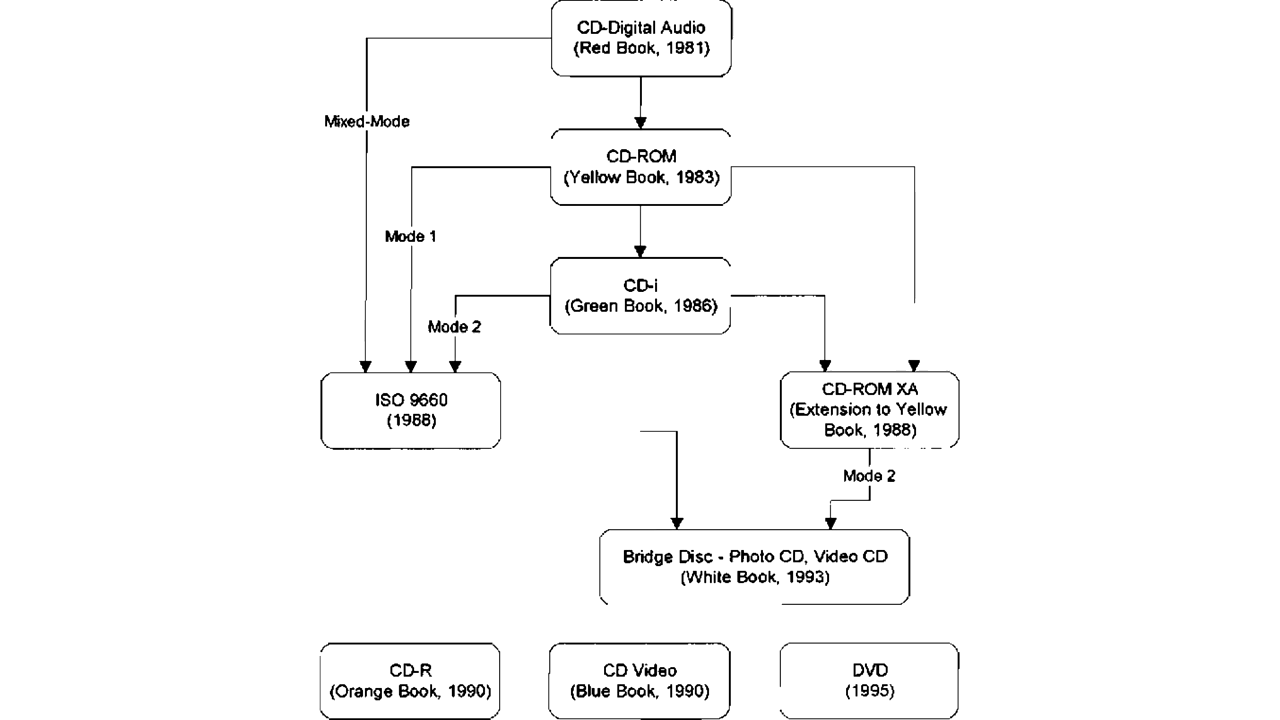 CD-Digital Audio
(Red Book, 1981)
Mixed-Mode
CD-ROM
(Yellow Book, 1983)
Mode 1
CD-i
(Green Book, 1986)
Mode 2
ISO 9660
(1988)
CD-ROM XA
(Extension to Yellow
Book, 1988)
Mode 2
Bridge Disc - Photo CD, Video CD
(White Book, 1993)
CD-R
(Orange Book, 1990)
CD Video
(Blue Book, 1990)
DVD
(1995)